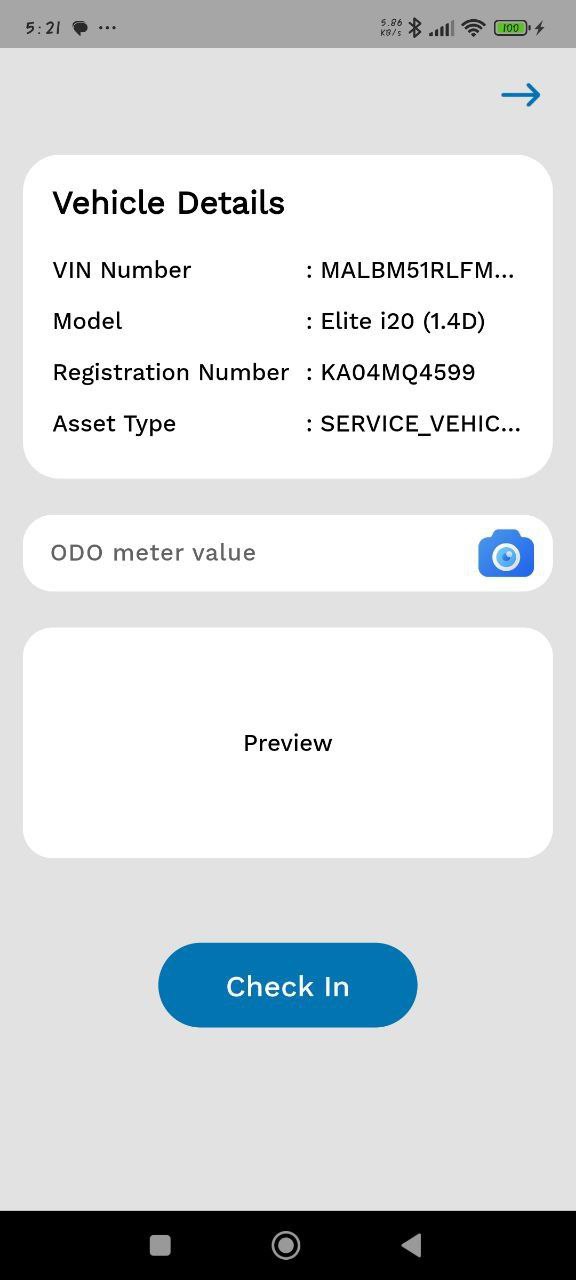 5:21 ... 5.86 KB/s 100
Vehicle Details
VIN Number : MALBM51RLFM...
Model : Elite i20 (1.4D)
Registration Number : KA04MQ4599
Asset Type : SERVICE_VEHIC...
ODO meter value
Preview
Check In